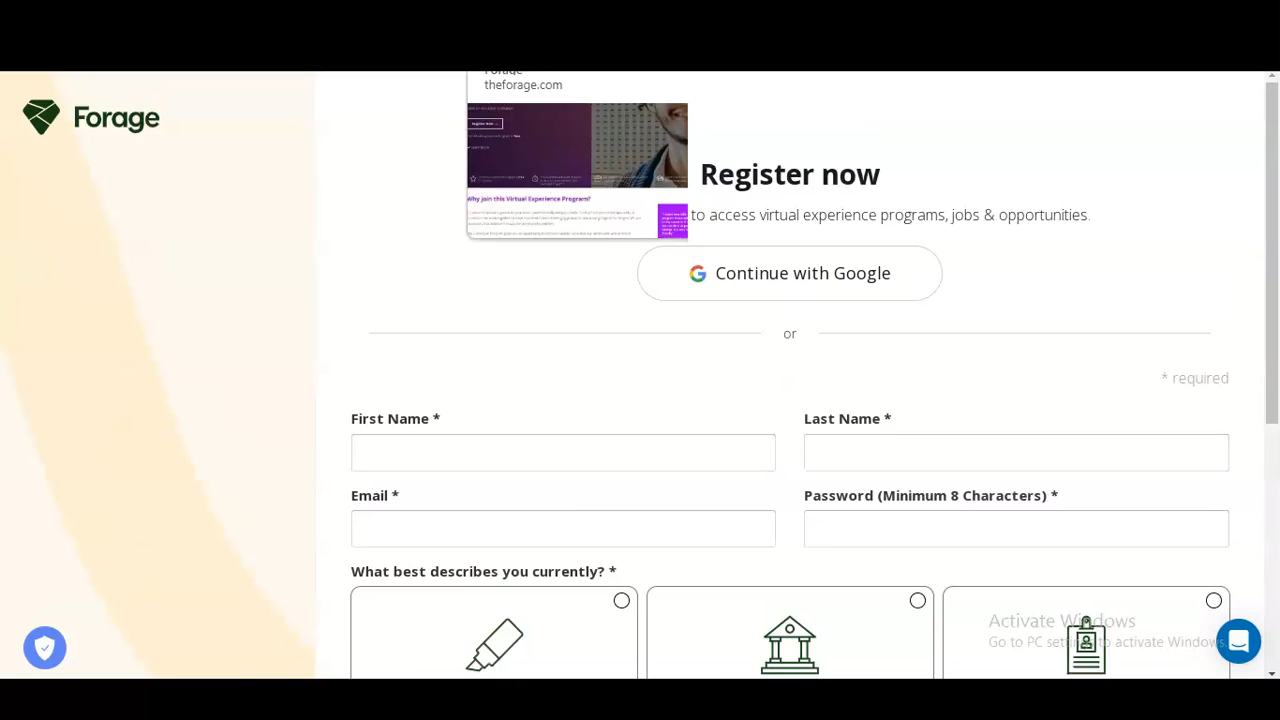 Forage
theforage.com
Forage
Why join this Virtual Experience Program?
Register now
to access virtual experience programs, jobs & opportunities.
Continue with Google
or
* required
First Name *
Last Name *
Email *
Password (Minimum 8 Characters) *
What best describes you currently? *
Activate Windows
Go to PC settings to activate Windows.